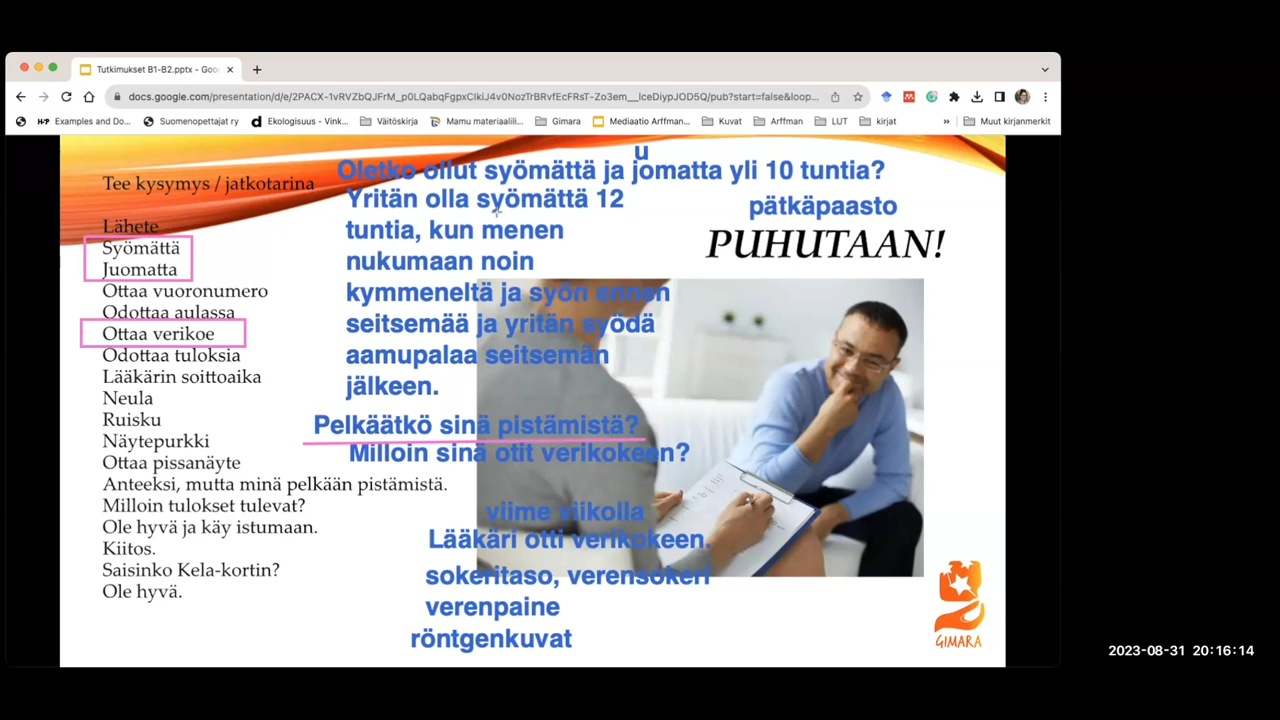 Tutkimukset B1-B2.pptx - Goo
docs.google.com/presentation/d/e/2PACX-1vRVZbQJFrM_p0LQabqFgpxCIkiJ4v0NozTrBRvfEcFRsT-Zo3em__lceDiypJOD5Q/pub?start=false&loop...
Examples and Do...
Suomenopettajat ry
Ekologisuus - Vink...
Väitöskirja
Mamu materiaalili...
Gimara
Mediaatio Arffman...
Kuvat
Arffman
LUT
kirjat
»
Muut kirjanmerkit
Tee kysymys / jatkotarina
Lähete
Syömättä
Juomatta
Ottaa vuoronumero
Odottaa aulassa
Ottaa verikoe
Odottaa tuloksia
Lääkärin soittoaika
Neula
Ruisku
Näytepurkki
Ottaa pissanäyte
Anteeksi, mutta minä pelkään pistämistä.
Milloin tulokset tulevat?
Ole hyvä ja käy istumaan.
Kiitos.
Saisinko Kela-kortin?
Ole hyvä.
u
Oletko ollut syömättä ja jomatta yli 10 tuntia?
Yritän olla syömättä 12
tuntia, kun menen
nukumaan noin
kymmeneltä ja syön ennen
seitsemää ja yritän syödä
aamupalaa seitsemän
jälkeen.
Pelkäätkö sinä pistämistä?
Milloin sinä otit verikokeen?
viime viikolla
Lääkäri otti verikokeen.
sokeritaso, verensokeri
verenpaine
röntgenkuvat
pätkäpaasto
PUHUTAAN!
GIMARA
2023-08-31 20:16:14